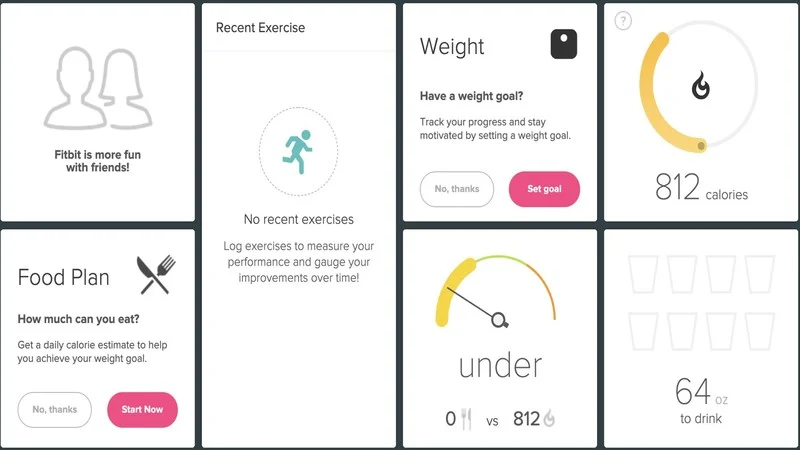 Fitbit is more fun
with friends!
Food Plan
How much can you eat?
Get a daily calorie estimate to help
you achieve your weight goal.
No, thanks
Start Now
Recent Exercise
No recent exercises
Log exercises to measure your
performance and gauge your
improvements over time!
Weight
Have a weight goal?
Track your progress and stay
motivated by setting a weight goal.
No, thanks
Set goal
under
0 vs 812
?
812 calories
64 oz
to drink